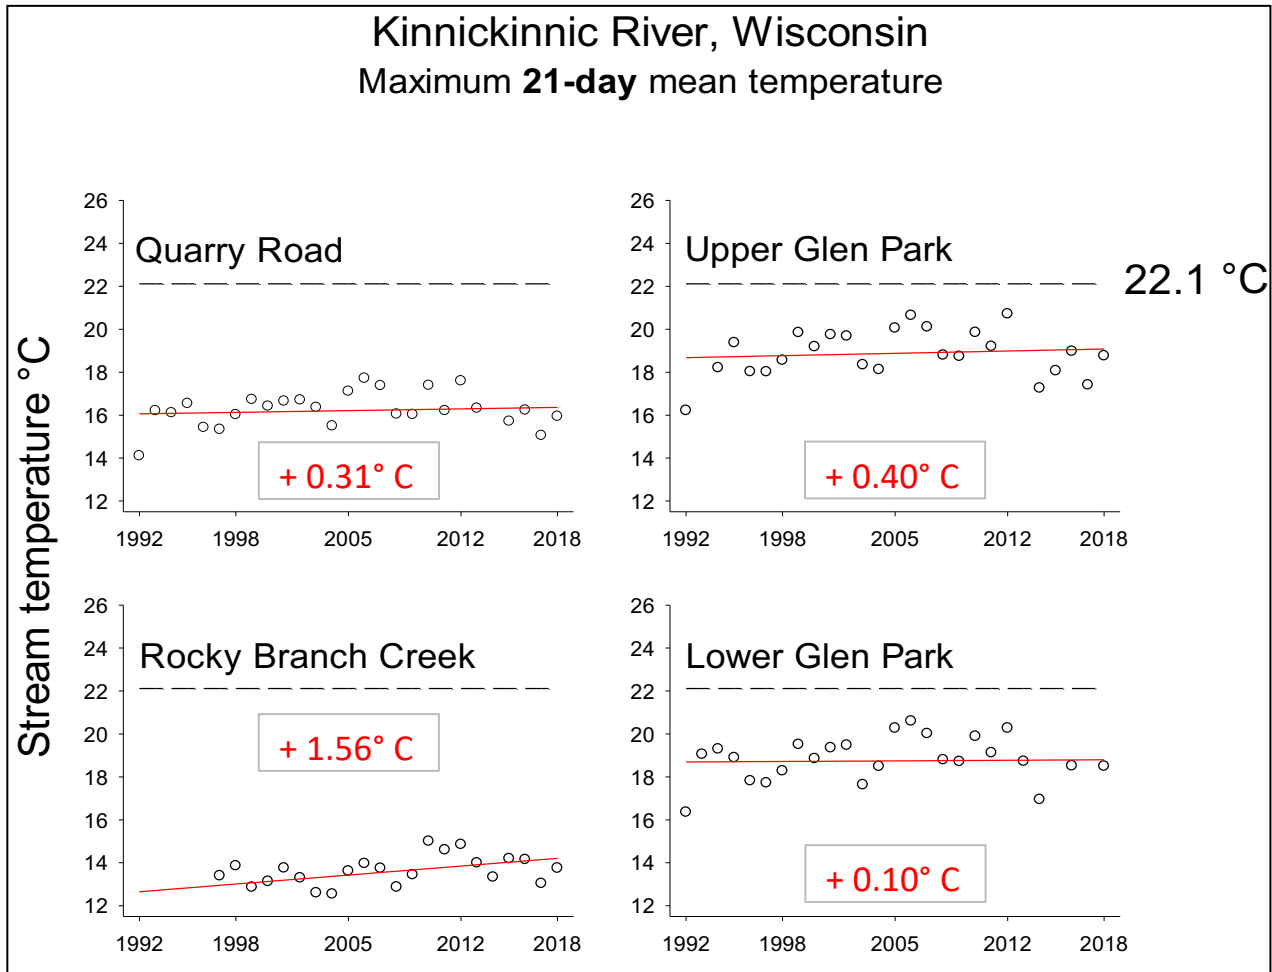 Kinnickinnic River, Wisconsin
Maximum 21-day mean temperature
Stream temperature °C
26
24
22
20
18
16
14
12
Quarry Road
+ 0.31° C
1992 1998 2005 2012 2018
26
24
22
20
18
16
14
12
Upper Glen Park
22.1 °C
+ 0.40° C
1992 1998 2005 2012 2018
26
24
22
20
18
16
14
12
Rocky Branch Creek
+ 1.56° C
1992 1998 2005 2012 2018
26
24
22
20
18
16
14
12
Lower Glen Park
+ 0.10° C
1992 1998 2005 2012 2018